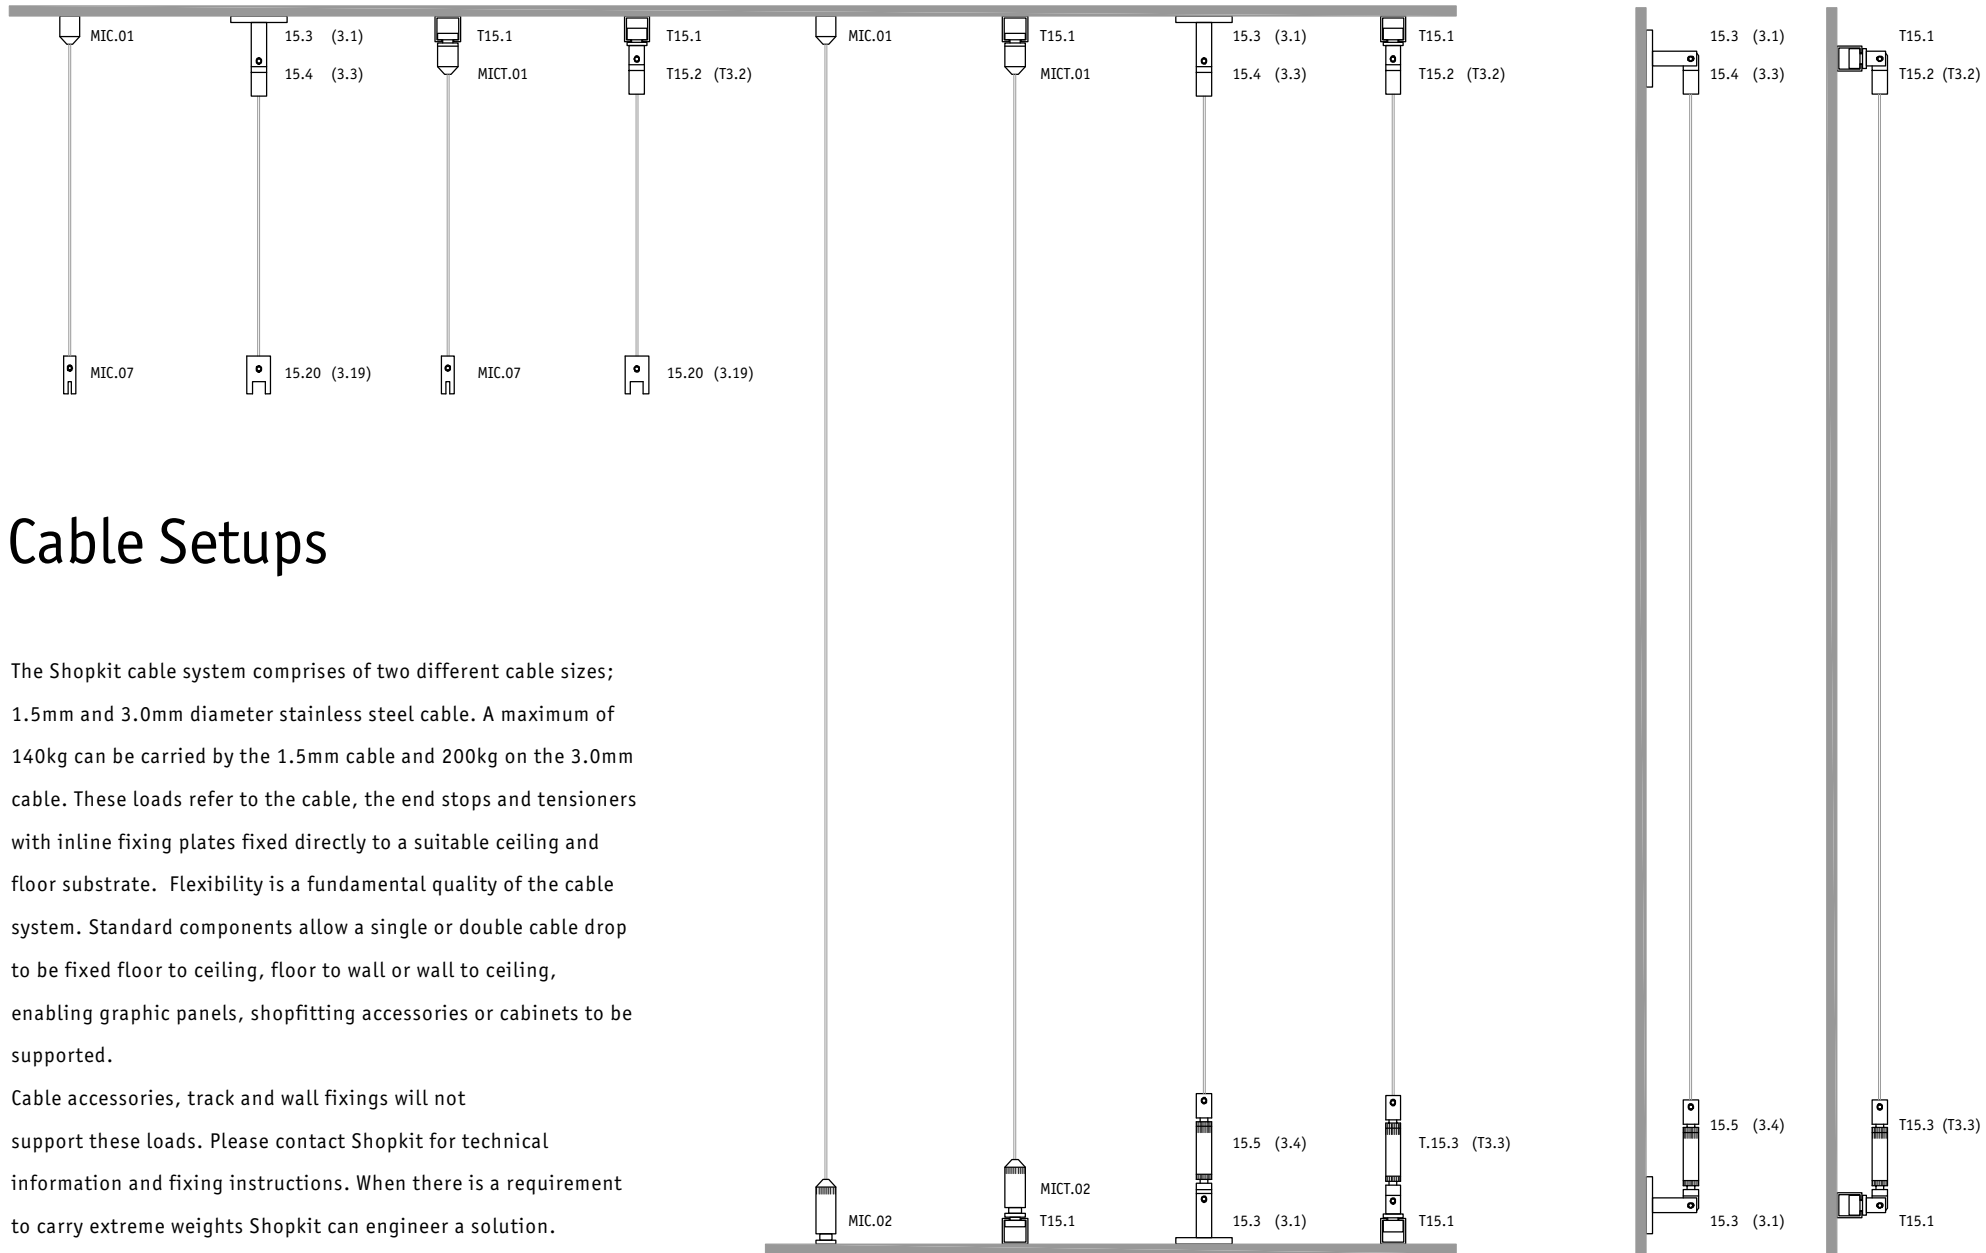 MIC.01
15.3 (3.1)
T15.1
T15.1
MIC.01
T15.1
15.3 (3.1)
T15.1
15.3 (3.1)
T15.1
15.4 (3.3)
MICT.01
T15.2 (T3.2)
MICT.01
15.4 (3.3)
T15.2 (T3.2)
15.4 (3.3)
T15.2 (T3.2)
MIC.07
15.20 (3.19)
MIC.07
15.20 (3.19)
Cable Setups
The Shopkit cable system comprises of two different cable sizes;
1.5mm and 3.0mm diameter stainless steel cable. A maximum of
140kg can be carried by the 1.5mm cable and 200kg on the 3.0mm
cable. These loads refer to the cable, the end stops and tensioners
with inline fixing plates fixed directly to a suitable ceiling and
floor substrate. Flexibility is a fundamental quality of the cable
system. Standard components allow a single or double cable drop
to be fixed floor to ceiling, floor to wall or wall to ceiling,
enabling graphic panels, shopfitting accessories or cabinets to be
supported.
Cable accessories, track and wall fixings will not
support these loads. Please contact Shopkit for technical
information and fixing instructions. When there is a requirement
to carry extreme weights Shopkit can engineer a solution.
15.5 (3.4)
T.15.3 (T3.3)
15.5 (3.4)
T15.3 (T3.3)
MICT.02
MIC.02
T15.1
15.3 (3.1)
T15.1
15.3 (3.1)
T15.1